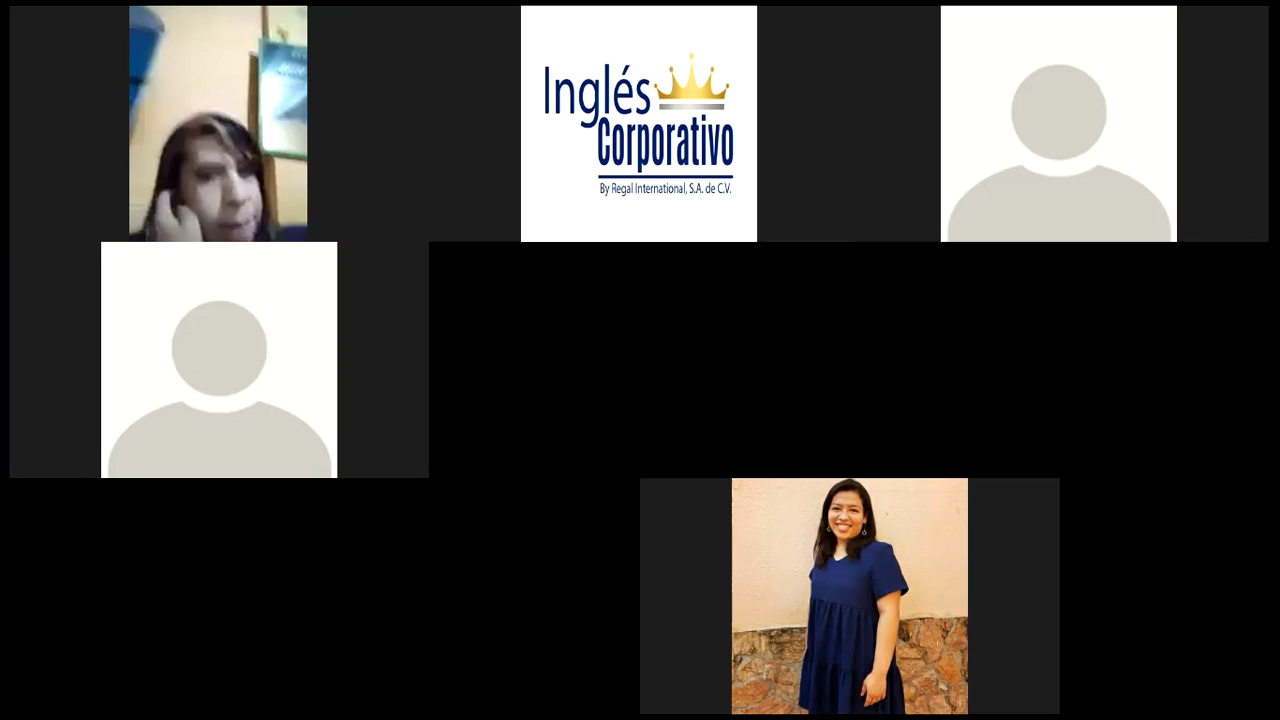 Inglés
Corporativo
By Regal International, S.A. de C.V.